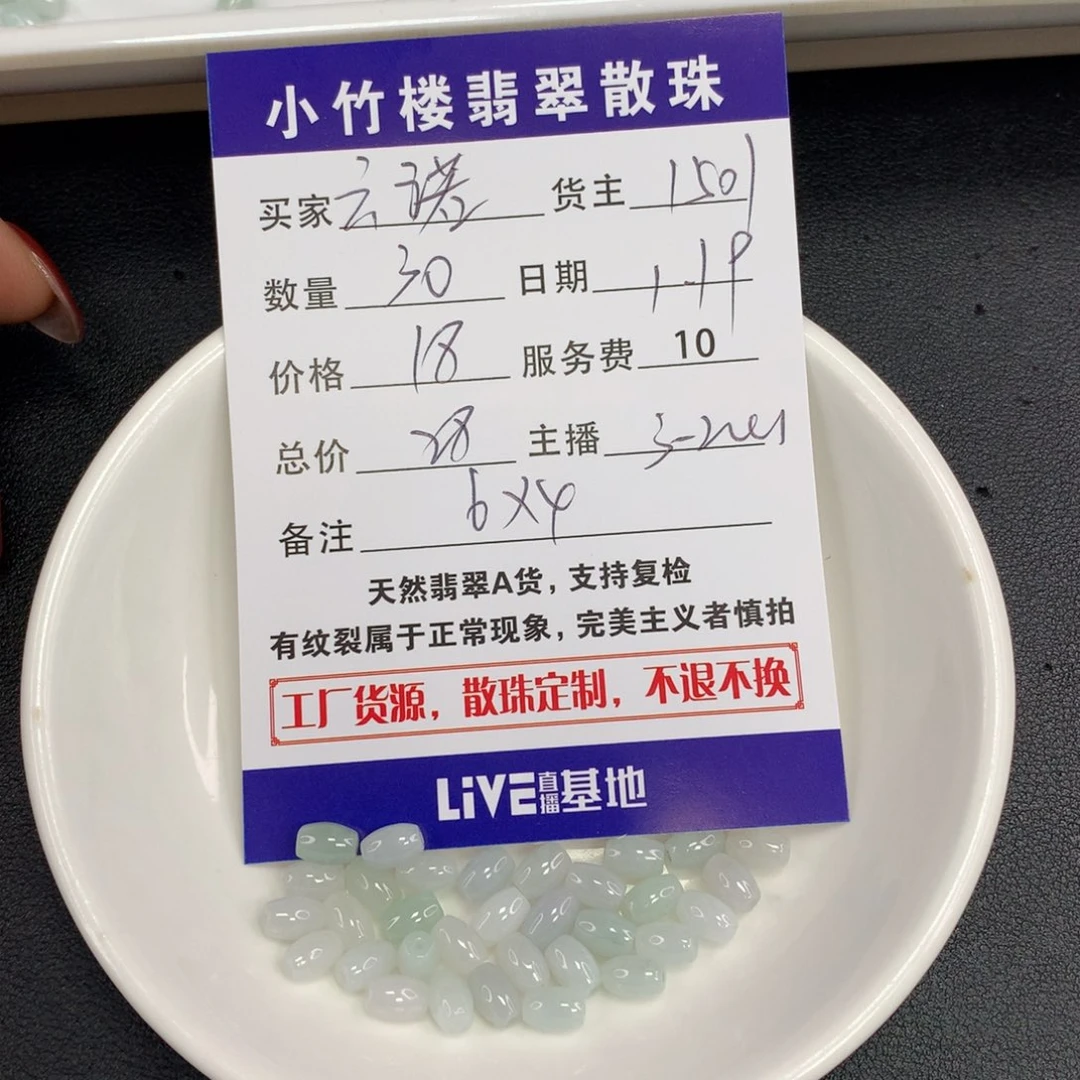 小竹楼翡翠散珠
买家 云诺 货主 1501
数量 30 日期 1.19
价格 18 服务费 10
总价 28 主播
备注 6X4
天然翡翠A货，支持复检
有纹裂属于正常现象，完美主义者慎拍
工厂货源，散珠定制，不退不换
LiVE直播基地